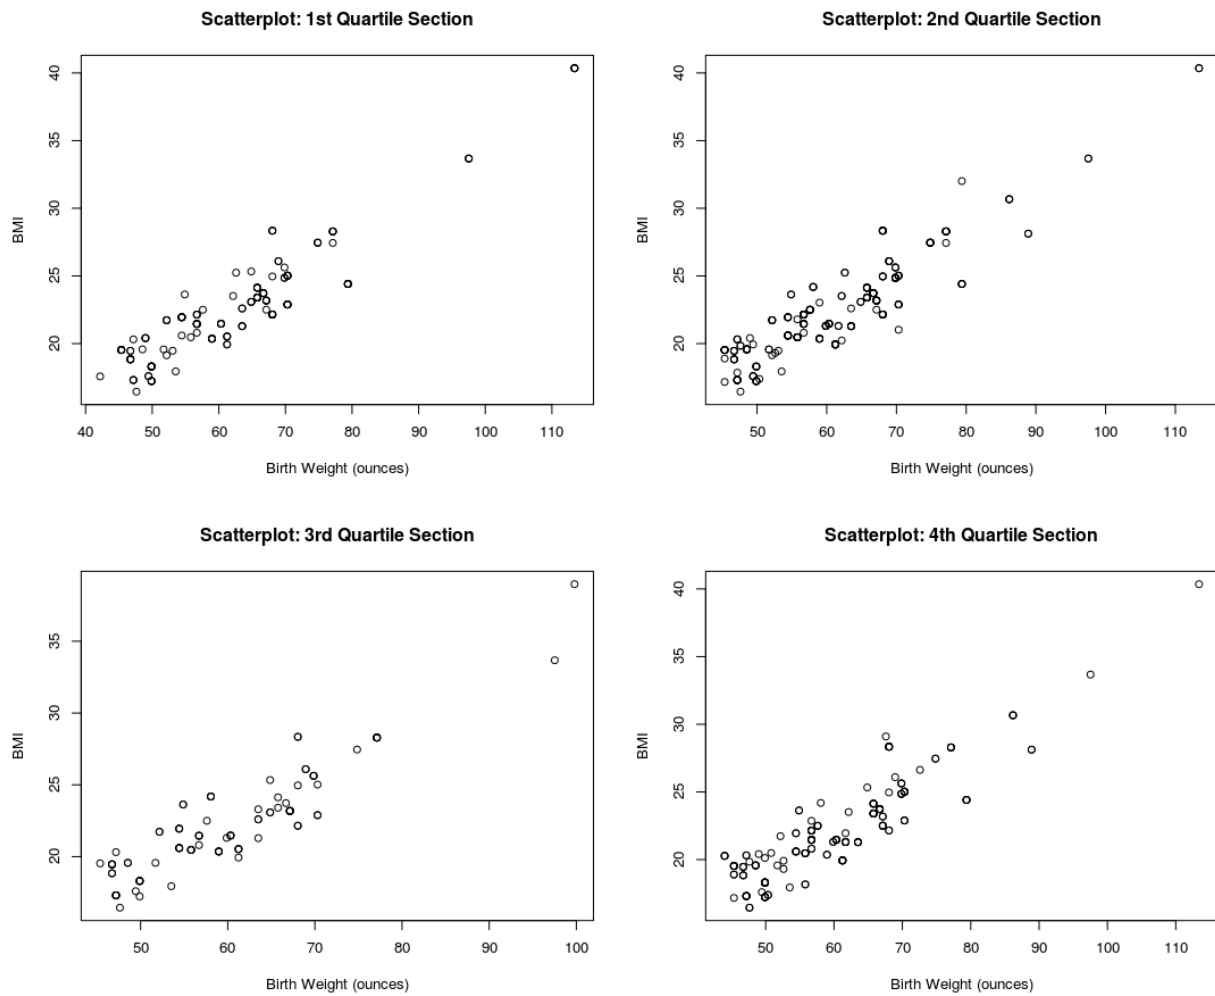 Scatterplot: 1st Quartile Section
BMI
40
35
30
25
20
40 50 60 70 80 90 100 110
Birth Weight (ounces)
Scatterplot: 2nd Quartile Section
BMI
40
35
30
25
20
50 60 70 80 90 100 110
Birth Weight (ounces)
Scatterplot: 3rd Quartile Section
BMI
35
30
25
20
50 60 70 80 90 100
Birth Weight (ounces)
Scatterplot: 4th Quartile Section
BMI
40
35
30
25
20
50 60 70 80 90 100 110
Birth Weight (ounces)